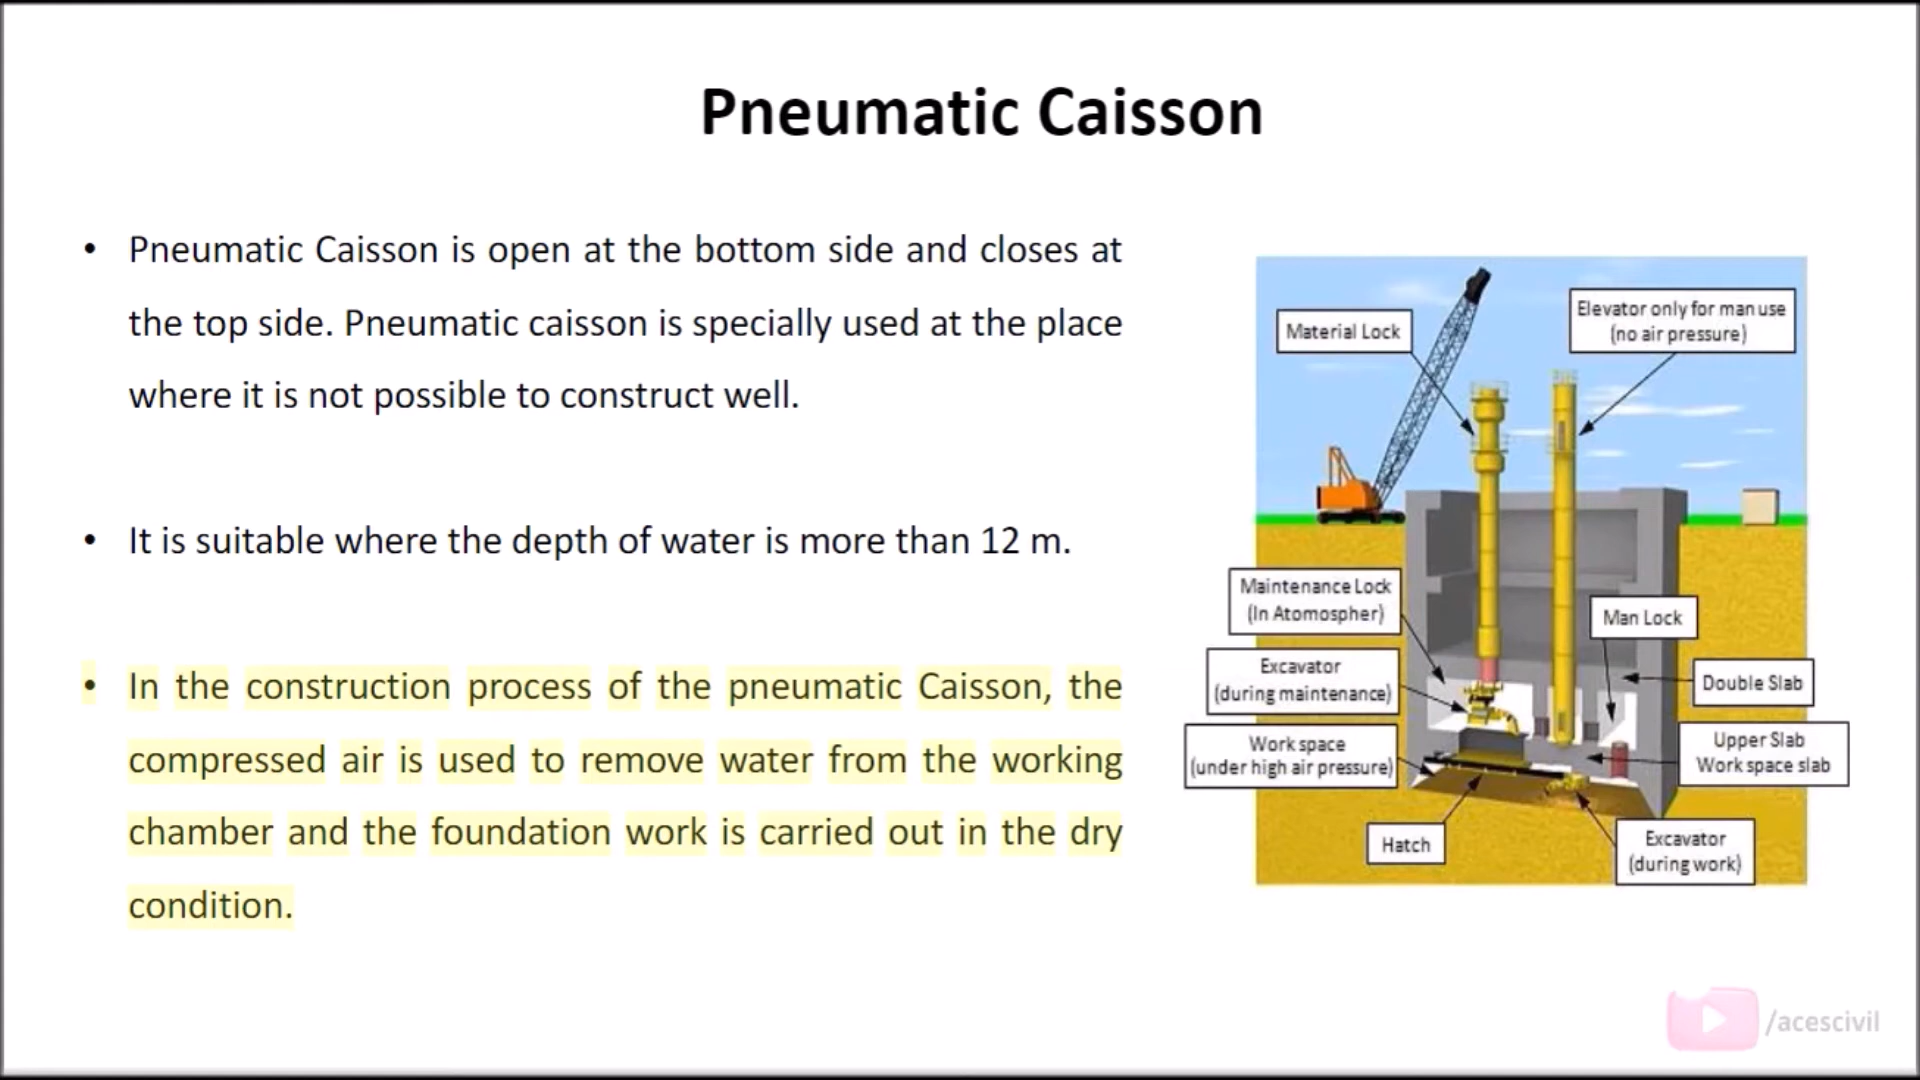 Pneumatic Caisson
• Pneumatic Caisson is open at the bottom side and closes at
the top side. Pneumatic caisson is specially used at the place
where it is not possible to construct well.
• It is suitable where the depth of water is more than 12 m.
• In the construction process of the pneumatic Caisson, the
compressed air is used to remove water from the working
chamber and the foundation work is carried out in the dry
condition.
Material Lock
Elevator only for man use
(no air pressure)
Maintenance Lock
(In Atomospher)
Man Lock
Excavator
(during maintenance)
Double Slab
Work space
(under high air pressure)
Upper Slab
Work space slab
Hatch
Excavator
(during work)
/acescivil